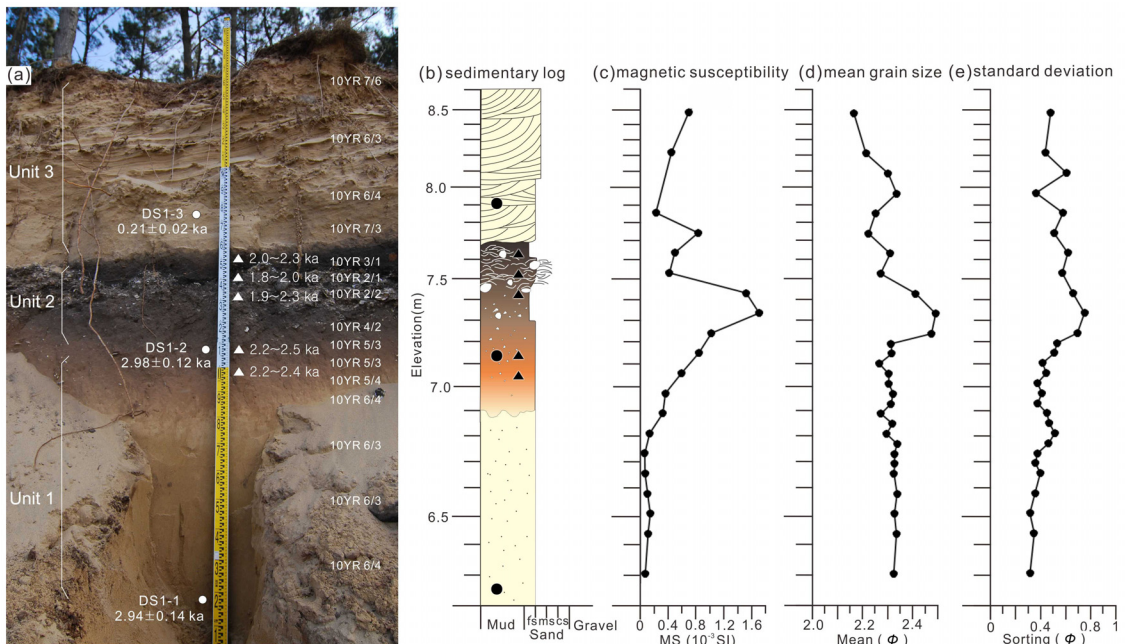 (a)
Unit 3
Unit 2
Unit 1
DS1-3
0.21±0.02 ka
DS1-2
2.98±0.12 ka
DS1-1
2.94±0.14 ka
2.0~2.3 ka
1.8~2.0 ka
1.9~2.3 ka
2.2~2.5 ka
2.2~2.4 ka
10YR 7/6
10YR 6/3
10YR 6/4
10YR 7/3
10YR 3/1
10YR 2/1
10YR 2/2
10YR 4/2
10YR 5/3
10YR 5/3
10YR 5/4
10YR 6/4
10YR 6/3
10YR 6/3
10YR 6/4
(b) sedimentary log
Elevation(m)
8.5
8.0
7.5
7.0
6.5
Mud
fsmscs
Sand
Gravel
(c) magnetic susceptibility
0 0.4 0.8 1.2 1.6
MS (10⁻³SI)
(d) mean grain size
2.0 2.2 2.4 2.6
Mean ( Φ )
(e) standard deviation
0 0.4 0.8 1.2
Sorting ( Φ )